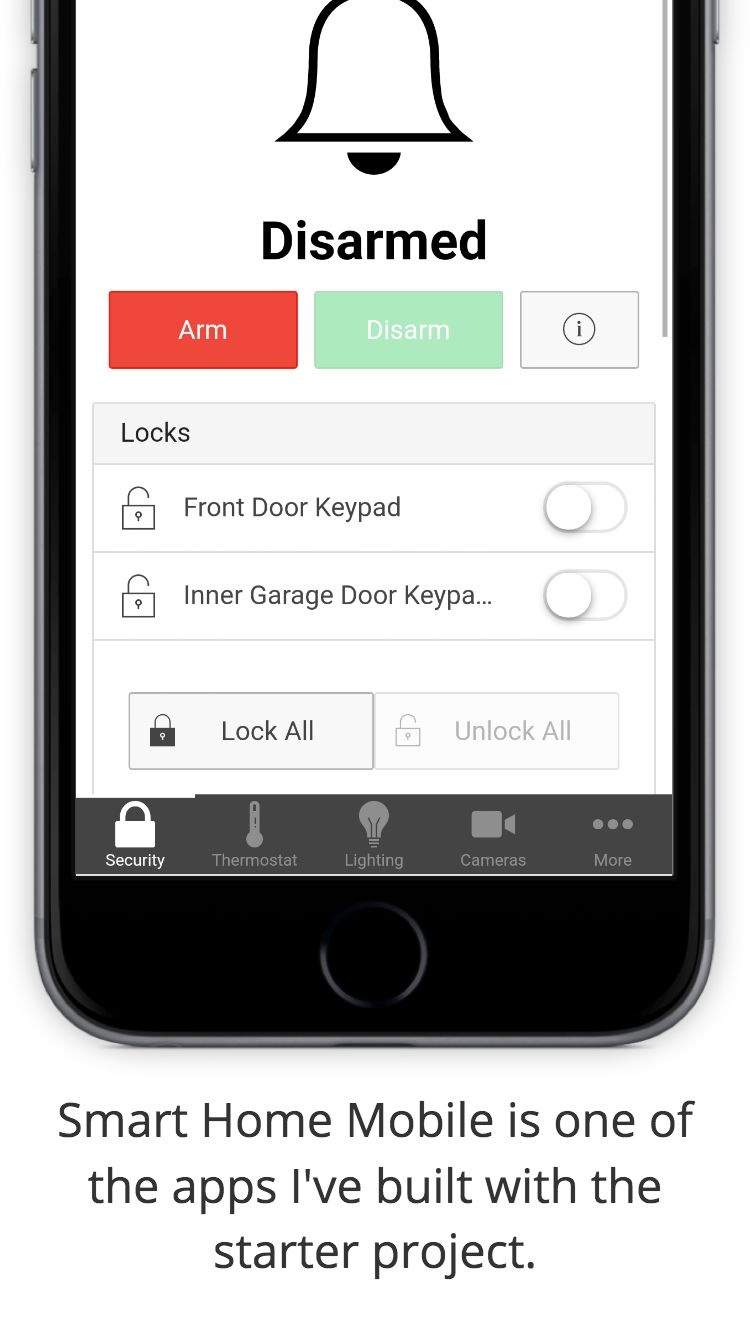 Disarmed
Arm
Disarm
i
Locks
Front Door Keypad
Inner Garage Door Keypa...
Lock All
Unlock All
Security
Thermostat
Lighting
Cameras
More
Smart Home Mobile is one of
the apps I've built with the
starter project.